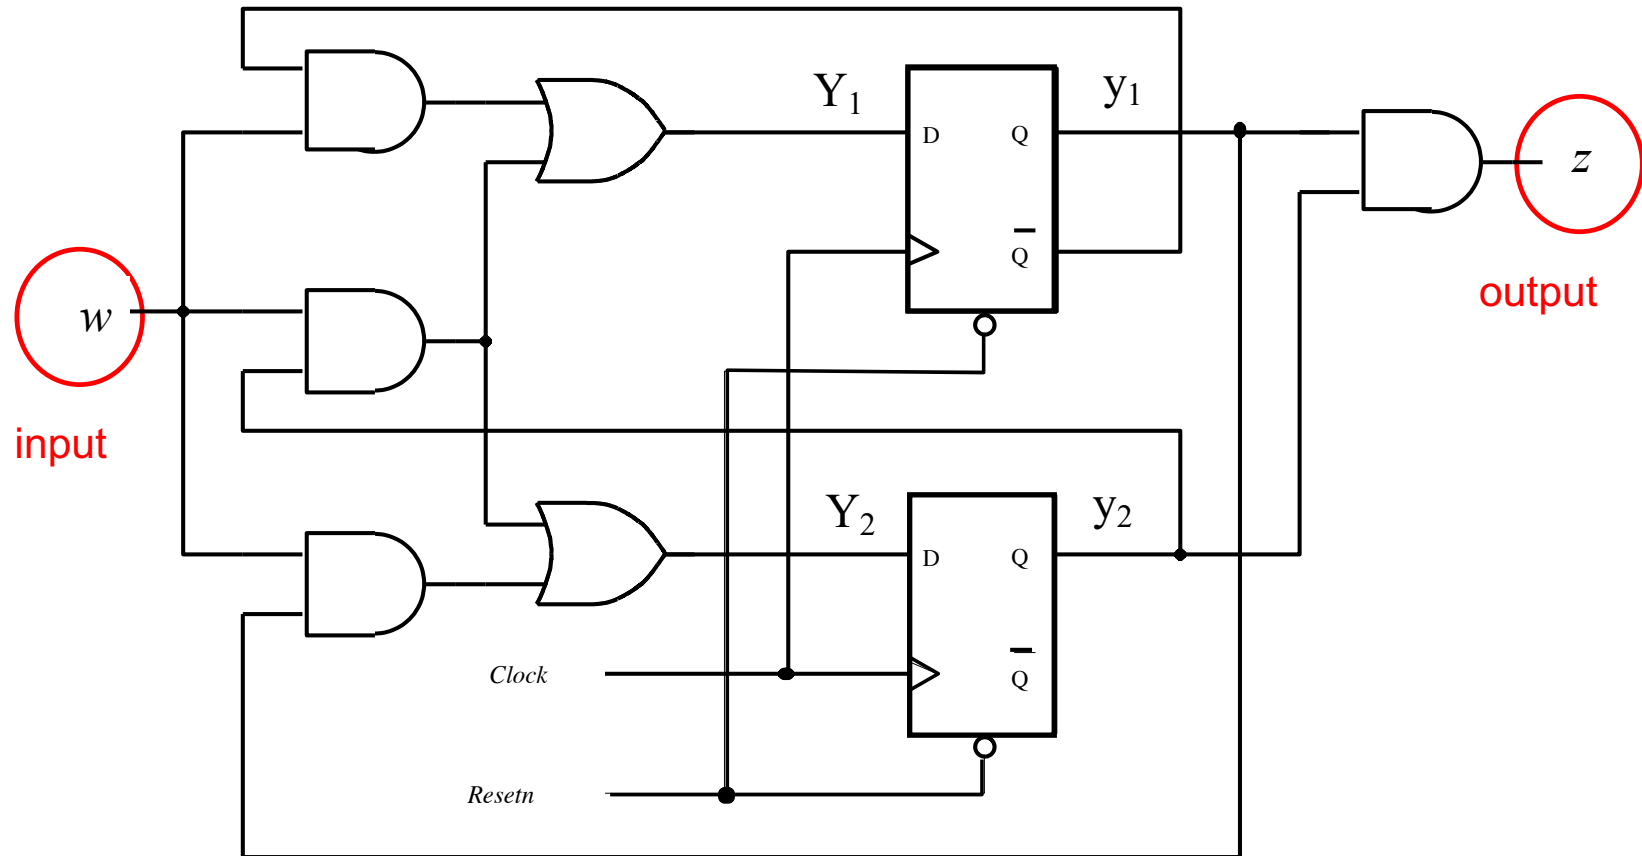 Y₁
y₁
D
Q
z
Q̅
output
w
input
Y₂
y₂
D
Q
Clock
Q̅
Resetn